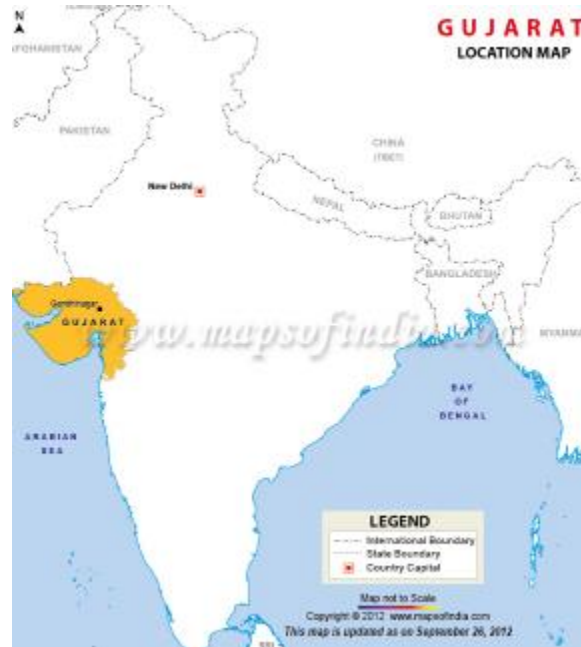 N
GUJARAT
LOCATION MAP
AFGHANISTAN
PAKISTAN
CHINA
(TIBET)
New Delhi
NEPAL
BHUTAN
BANGLADESH
Gandhinagar
GUJARAT
www.mapsofindia.com
MYANMA
BAY
OF
BENGAL
ARABIAN
SEA
LEGEND
International Boundary
State Boundary
Country Capital
Map not to Scale
Copyright © 2012 www.mapsofindia.com
This map is updated as on September 26, 2012
SRI